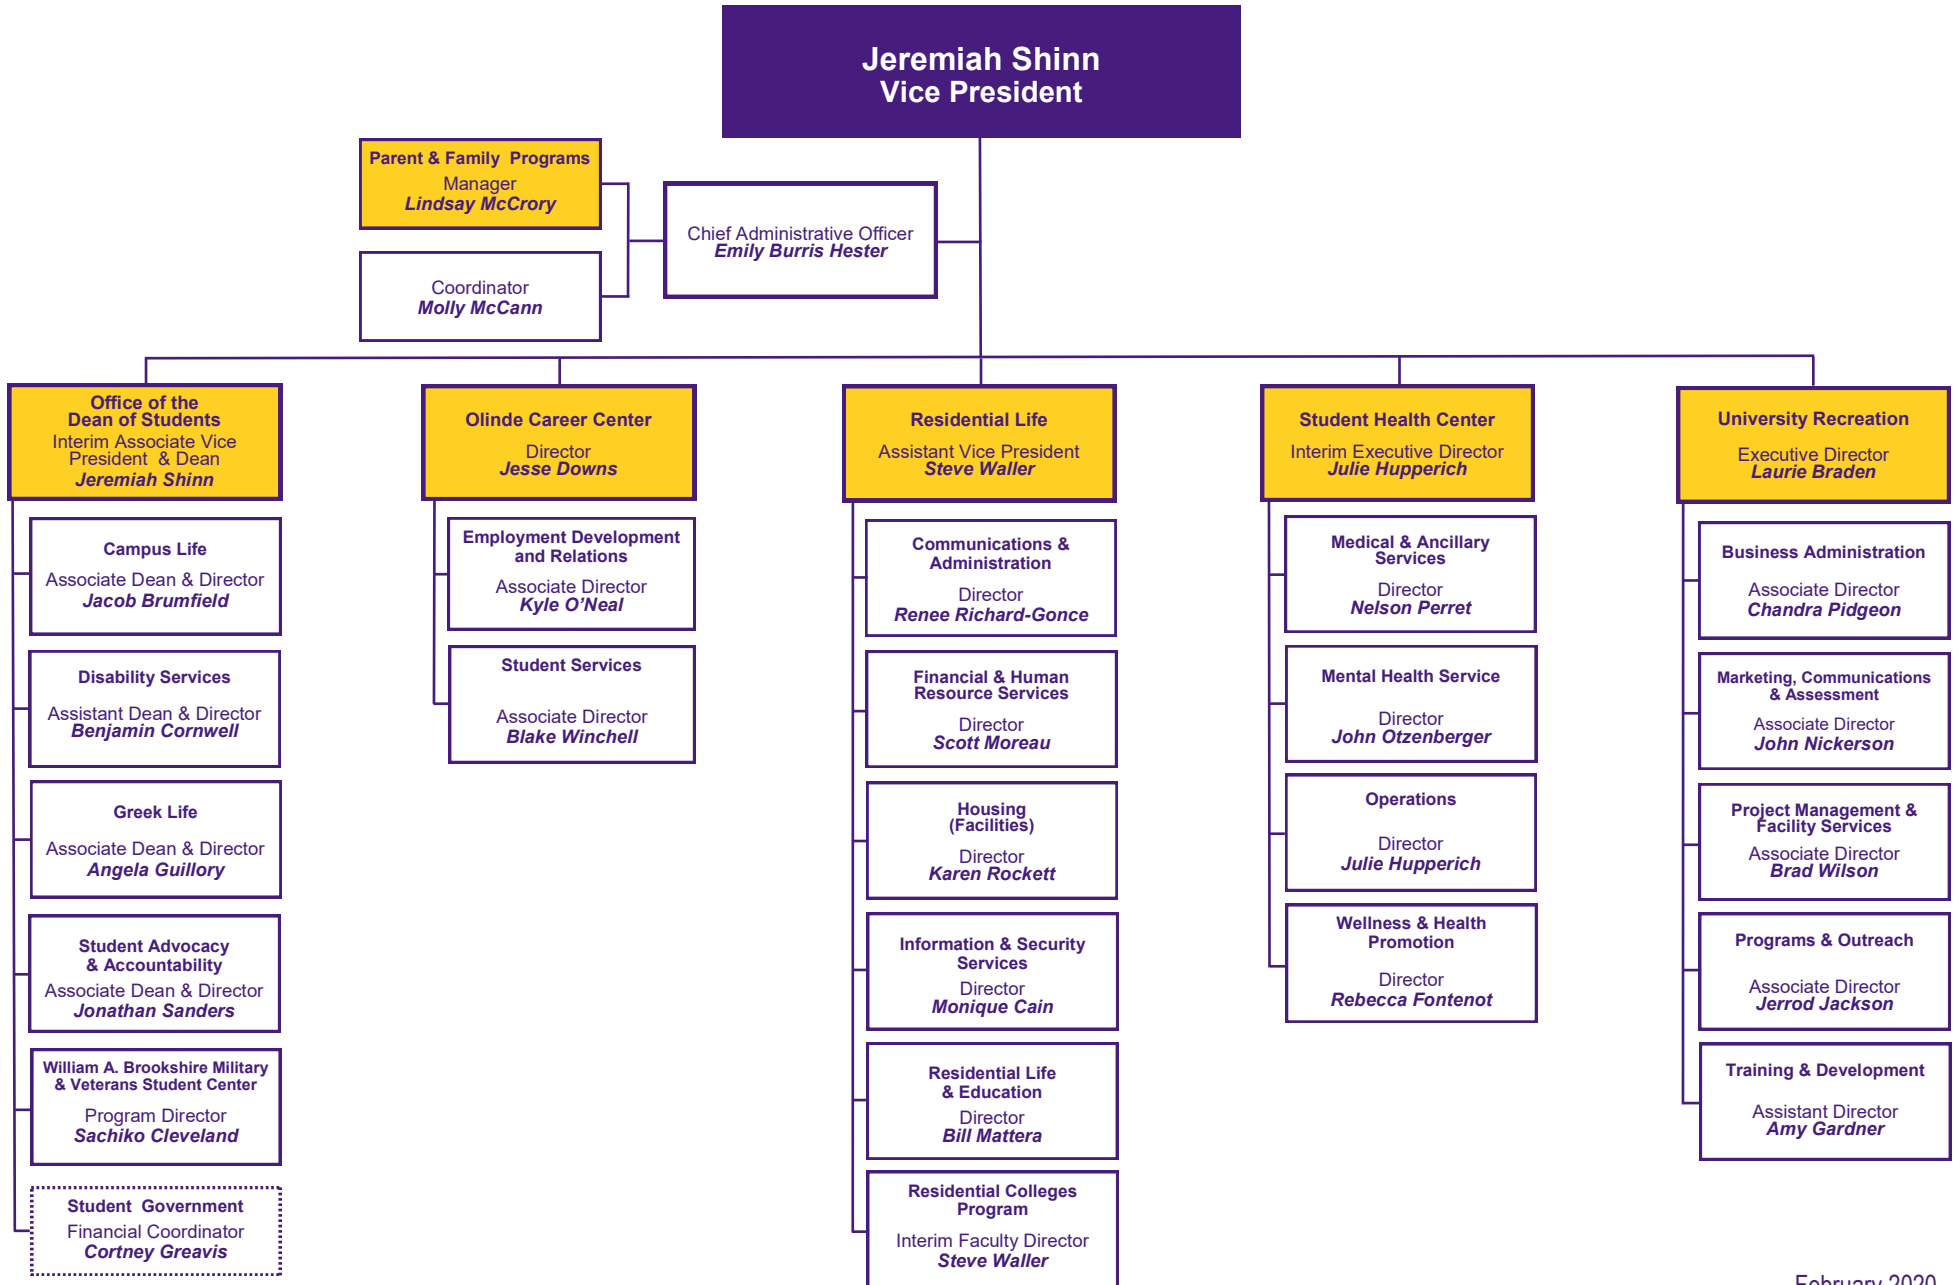 Jeremiah Shinn
Vice President
Parent & Family Programs
Manager
Lindsay McCrory
Chief Administrative Officer
Emily Burris Hester
Coordinator
Molly McCann
Office of the
Dean of Students
Interim Associate Vice
President & Dean
Jeremiah Shinn
Campus Life
Associate Dean & Director
Jacob Brumfield
Disability Services
Assistant Dean & Director
Benjamin Cornwell
Greek Life
Associate Dean & Director
Angela Guillory
Student Advocacy
& Accountability
Associate Dean & Director
Jonathan Sanders
William A. Brookshire Military
& Veterans Student Center
Program Director
Sachiko Cleveland
Student Government
Financial Coordinator
Cortney Greavis
Olinde Career Center
Director
Jesse Downs
Employment Development
and Relations
Associate Director
Kyle O'Neal
Student Services
Associate Director
Blake Winchell
Residential Life
Assistant Vice President
Steve Waller
Communications &
Administration
Director
Renee Richard-Gonce
Financial & Human
Resource Services
Director
Scott Moreau
Housing
(Facilities)
Director
Karen Rockett
Information & Security
Services
Director
Monique Cain
Residential Life
& Education
Director
Bill Mattera
Residential Colleges
Program
Interim Faculty Director
Steve Waller
Student Health Center
Interim Executive Director
Julie Hupperich
Medical & Ancillary
Services
Director
Nelson Perret
Mental Health Service
Director
John Otzenberger
Operations
Director
Julie Hupperich
Wellness & Health
Promotion
Director
Rebecca Fontenot
University Recreation
Executive Director
Laurie Braden
Business Administration
Associate Director
Chandra Pidgeon
Marketing, Communications
& Assessment
Associate Director
John Nickerson
Project Management &
Facility Services
Associate Director
Brad Wilson
Programs & Outreach
Associate Director
Jerrod Jackson
Training & Development
Assistant Director
Amy Gardner
February 2020